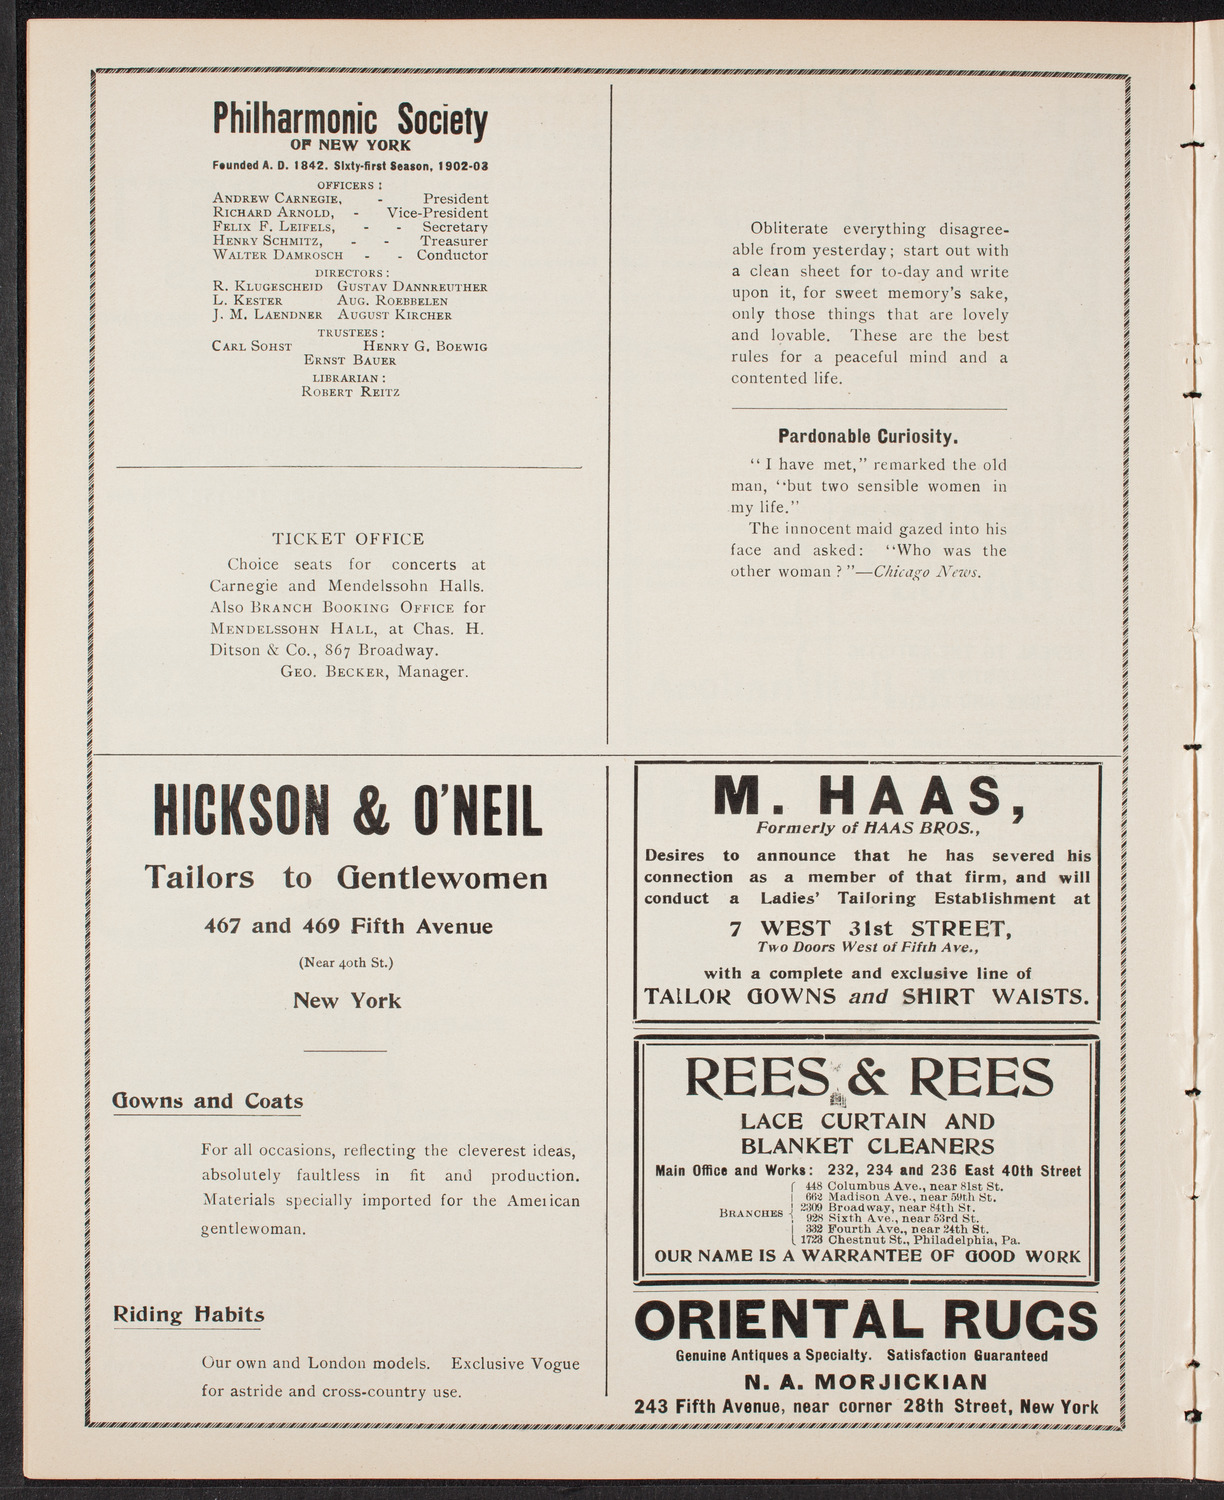 Philharmonic Society
OF NEW YORK
Founded A. D. 1842. Sixty-first Season, 1902-03
OFFICERS:
ANDREW CARNEGIE, - President
RICHARD ARNOLD, - Vice-President
FELIX F. LEIFELS, - - Secretary
HENRY SCHMITZ, - - Treasurer
WALTER DAMROSCH - - Conductor
DIRECTORS:
R. KLUGESCHEID GUSTAV DANNREUTHER
L. KESTER AUG. ROEBBELEN
J. M. LAENDNER AUGUST KIRCHER
TRUSTEES:
CARL SOHST HENRY G. BOEWIG
ERNST BAUER
LIBRARIAN:
ROBERT REITZ
TICKET OFFICE
Choice seats for concerts at
Carnegie and Mendelssohn Halls.
Also BRANCH BOOKING OFFICE for
MENDELSSOHN HALL, at Chas. H.
Ditson & Co., 867 Broadway.
GEO. BECKER, Manager.
Obliterate everything disagree-
able from yesterday; start out with
a clean sheet for to-day and write
upon it, for sweet memory's sake,
only those things that are lovely
and lovable. These are the best
rules for a peaceful mind and a
contented life.
Pardonable Curiosity.
"I have met," remarked the old
man, "but two sensible women in
my life."
The innocent maid gazed into his
face and asked: "Who was the
other woman?"—Chicago News.
HICKSON & O'NEIL
Tailors to Gentlewomen
467 and 469 Fifth Avenue
(Near 40th St.)
New York
Gowns and Coats
For all occasions, reflecting the cleverest ideas,
absolutely faultless in fit and production.
Materials specially imported for the American
gentlewoman.
Riding Habits
Our own and London models. Exclusive Vogue
for astride and cross-country use.
M. HAAS,
Formerly of HAAS BROS.,
Desires to announce that he has severed his
connection as a member of that firm, and will
conduct a Ladies' Tailoring Establishment at
7 WEST 31st STREET,
Two Doors West of Fifth Ave.,
with a complete and exclusive line of
TAILOR GOWNS and SHIRT WAISTS.
REES & REES
LACE CURTAIN AND
BLANKET CLEANERS
Main Office and Works: 232, 234 and 236 East 40th Street
BRANCHES
448 Columbus Ave., near 81st St.
662 Madison Ave., near 59th St.
2309 Broadway, near 84th St.
928 Sixth Ave., near 53rd St.
332 Fourth Ave., near 24th St.
1723 Chestnut St., Philadelphia, Pa.
OUR NAME IS A WARRANTEE OF GOOD WORK
ORIENTAL RUGS
Genuine Antiques a Specialty. Satisfaction Guaranteed
N. A. MORJICKIAN
243 Fifth Avenue, near corner 28th Street, New York